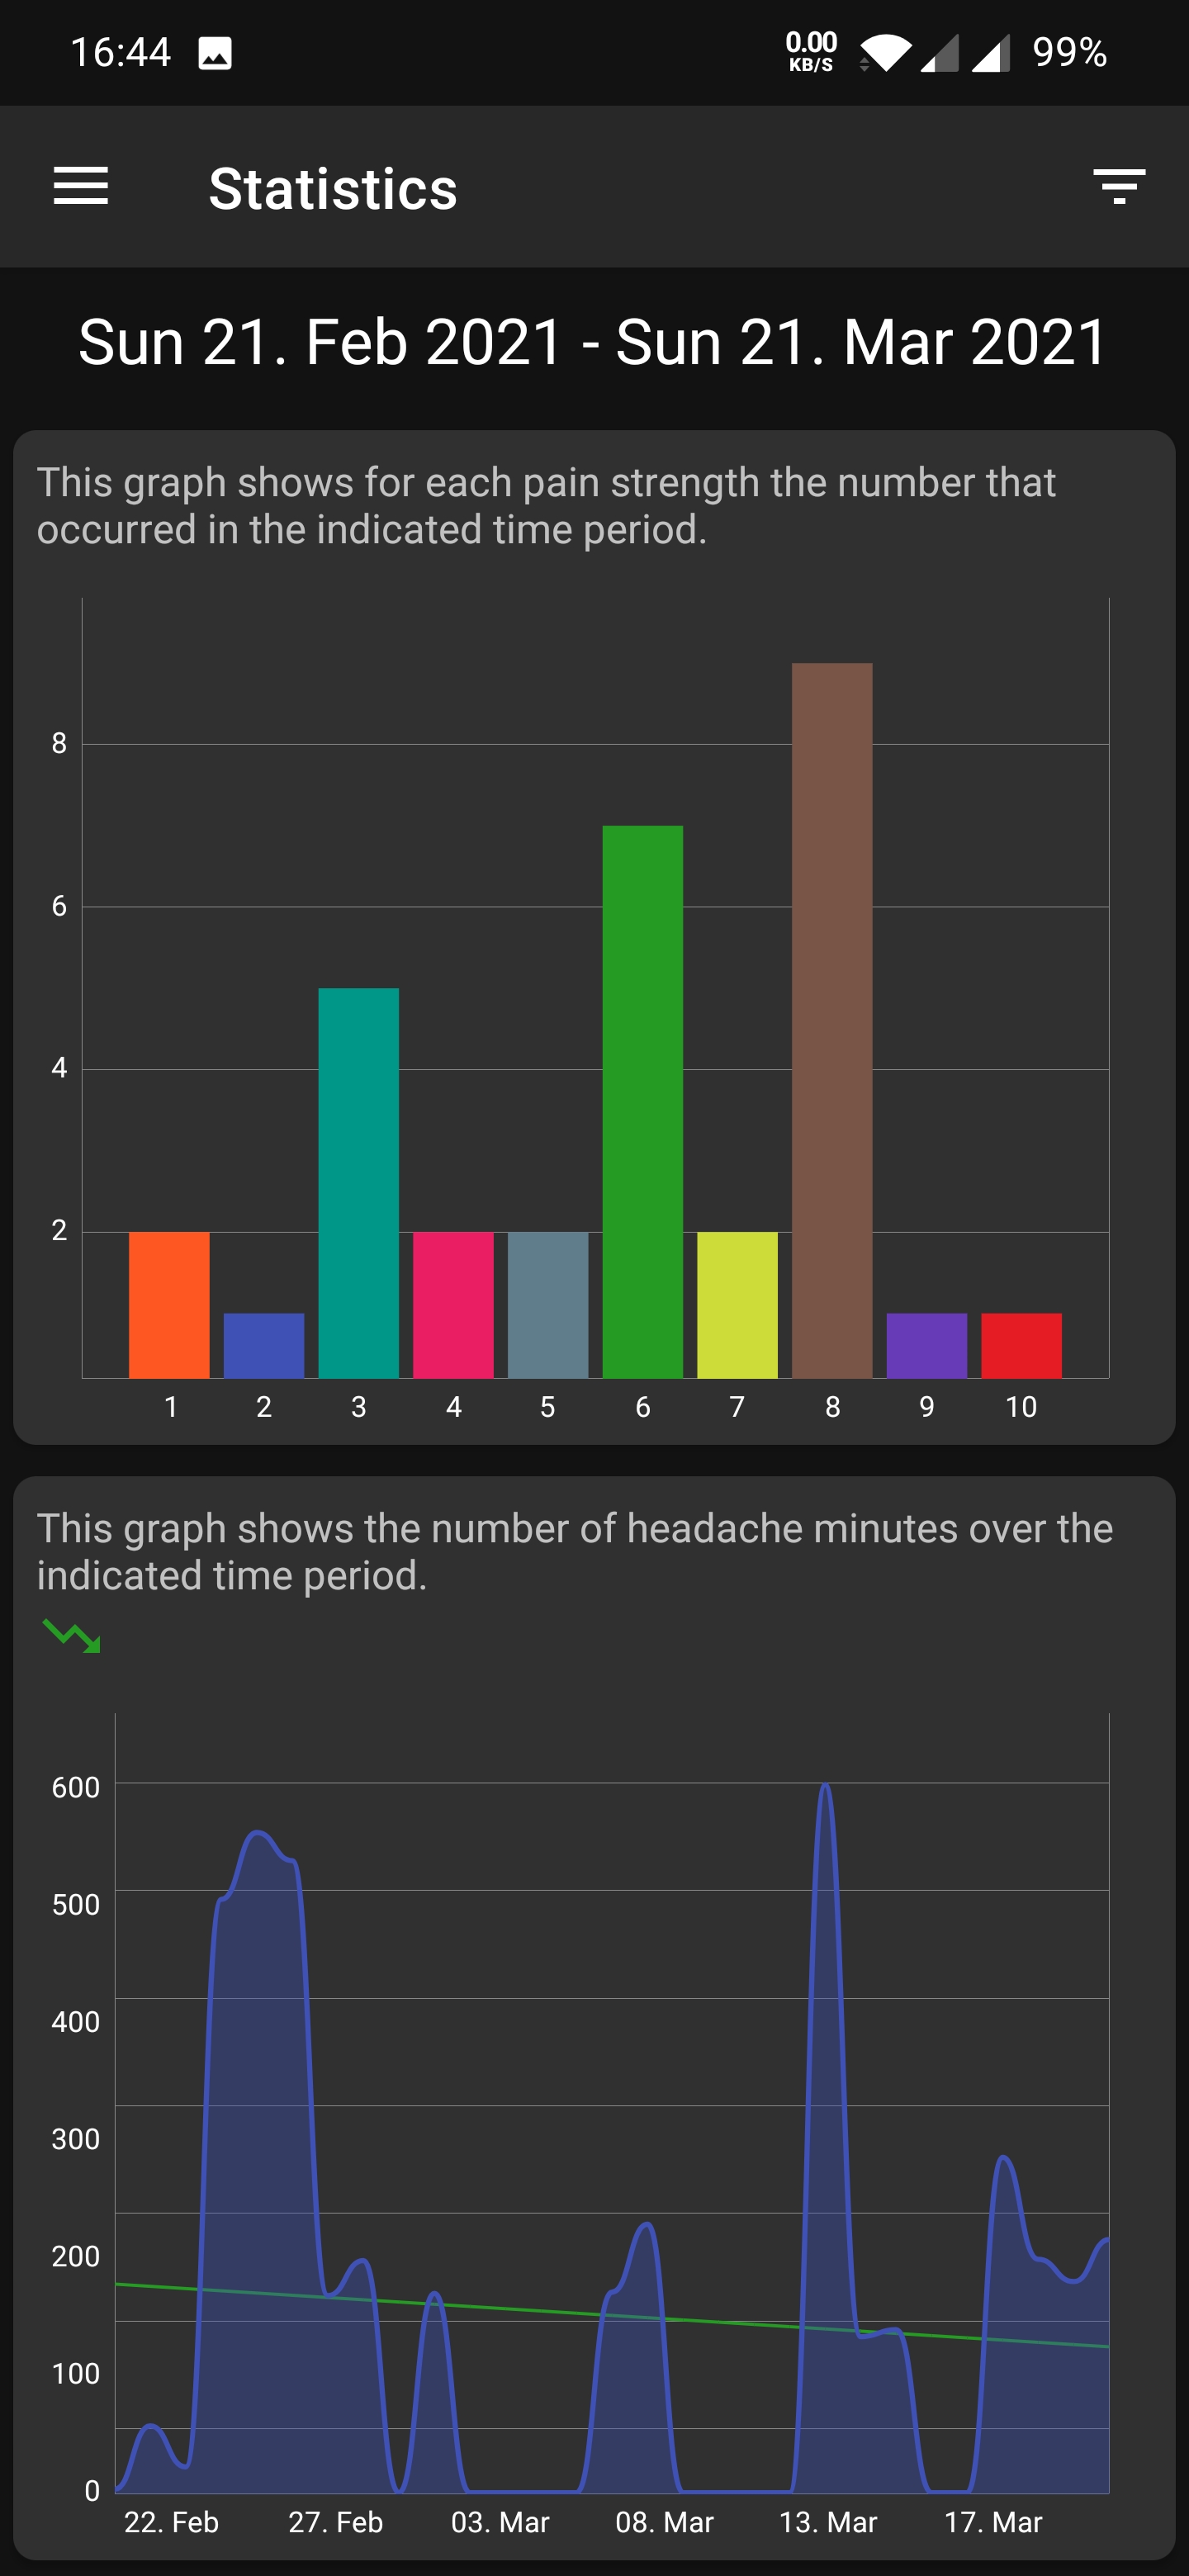 16:44
0.00
KB/S
99%
Statistics
Sun 21. Feb 2021 - Sun 21. Mar 2021
This graph shows for each pain strength the number that
occurred in the indicated time period.
8
6
4
2
1 2 3 4 5 6 7 8 9 10
This graph shows the number of headache minutes over the
indicated time period.
600
500
400
300
200
100
0
22. Feb 27. Feb 03. Mar 08. Mar 13. Mar 17. Mar